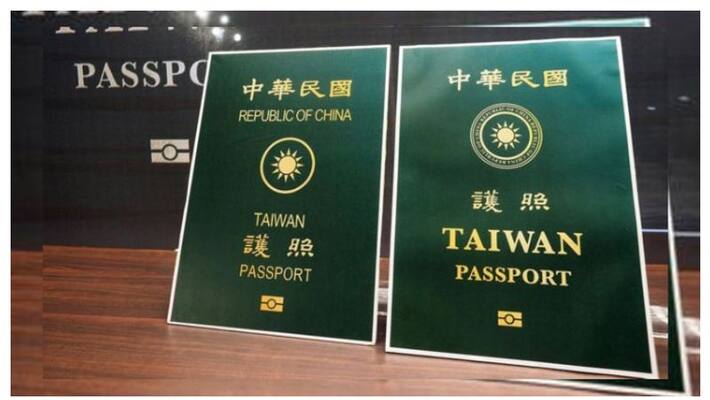 PASSPO
中華民國
REPUBLIC OF CHINA
TAIWAN
護照
PASSPORT
中華民國
護照
TAIWAN
PASSPORT